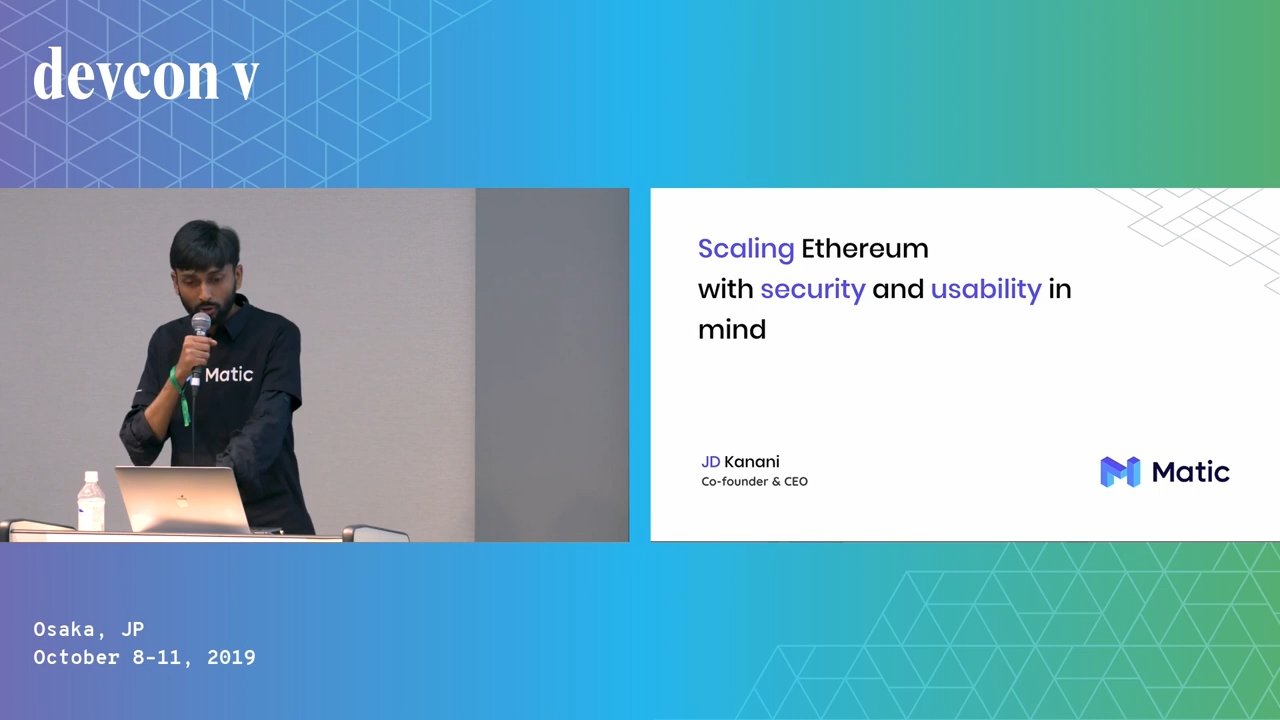 devcon v
Matic
Scaling Ethereum
with security and usability in
mind
JD Kanani
Co-founder & CEO
Matic
Osaka, JP
October 8-11, 2019